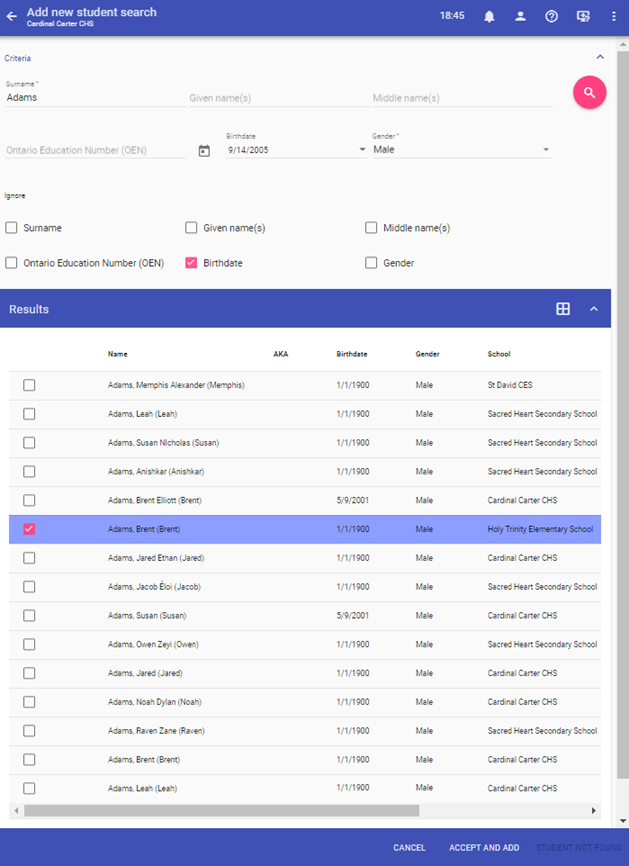 Add new student search
Cardinal Carter CHS
18:45
Criteria
Surname *
Adams
Given name(s)
Middle name(s)
Ontario Education Number (OEN)
Birthdate
9/14/2005
Gender *
Male
Ignore
Surname
Given name(s)
Middle name(s)
Ontario Education Number (OEN)
Birthdate
Gender
Results
Name AKA Birthdate Gender School
Adams, Memphis Alexander (Memphis) 1/1/1900 Male St David CES
Adams, Leah (Leah) 1/1/1900 Male Sacred Heart Secondary School
Adams, Susan Nicholas (Susan) 1/1/1900 Male Sacred Heart Secondary School
Adams, Anishkar (Anishkar) 1/1/1900 Male Sacred Heart Secondary School
Adams, Brent Elliott (Brent) 5/9/2001 Male Cardinal Carter CHS
Adams, Brent (Brent) 1/1/1900 Male Holy Trinity Elementary School
Adams, Jared Ethan (Jared) 1/1/1900 Male Cardinal Carter CHS
Adams, Jacob Éloi (Jacob) 1/1/1900 Male Sacred Heart Secondary School
Adams, Susan (Susan) 5/9/2001 Male Cardinal Carter CHS
Adams, Owen Zeyi (Owen) 1/1/1900 Male Sacred Heart Secondary School
Adams, Jared (Jared) 1/1/1900 Male Cardinal Carter CHS
Adams, Noah Dylan (Noah) 1/1/1900 Male Cardinal Carter CHS
Adams, Raven Zane (Raven) 1/1/1900 Male Sacred Heart Secondary School
Adams, Brent (Brent) 1/1/1900 Male Cardinal Carter CHS
Adams, Leah (Leah) 1/1/1900 Male Cardinal Carter CHS
CANCEL
ACCEPT AND ADD
STUDENT NOT FOUND